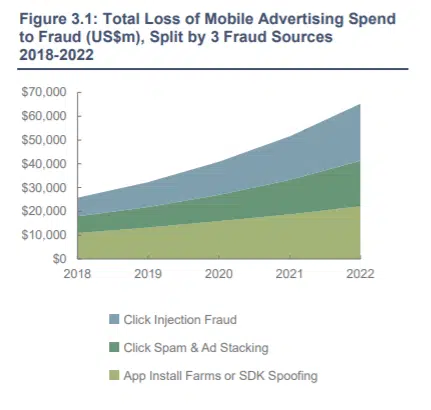 Figure 3.1: Total Loss of Mobile Advertising Spend
to Fraud (US$m), Split by 3 Fraud Sources
2018-2022
$70,000
$60,000
$50,000
$40,000
$30,000
$20,000
$10,000
$0
2018 2019 2020 2021 2022
Click Injection Fraud
Click Spam & Ad Stacking
App Install Farms or SDK Spoofing